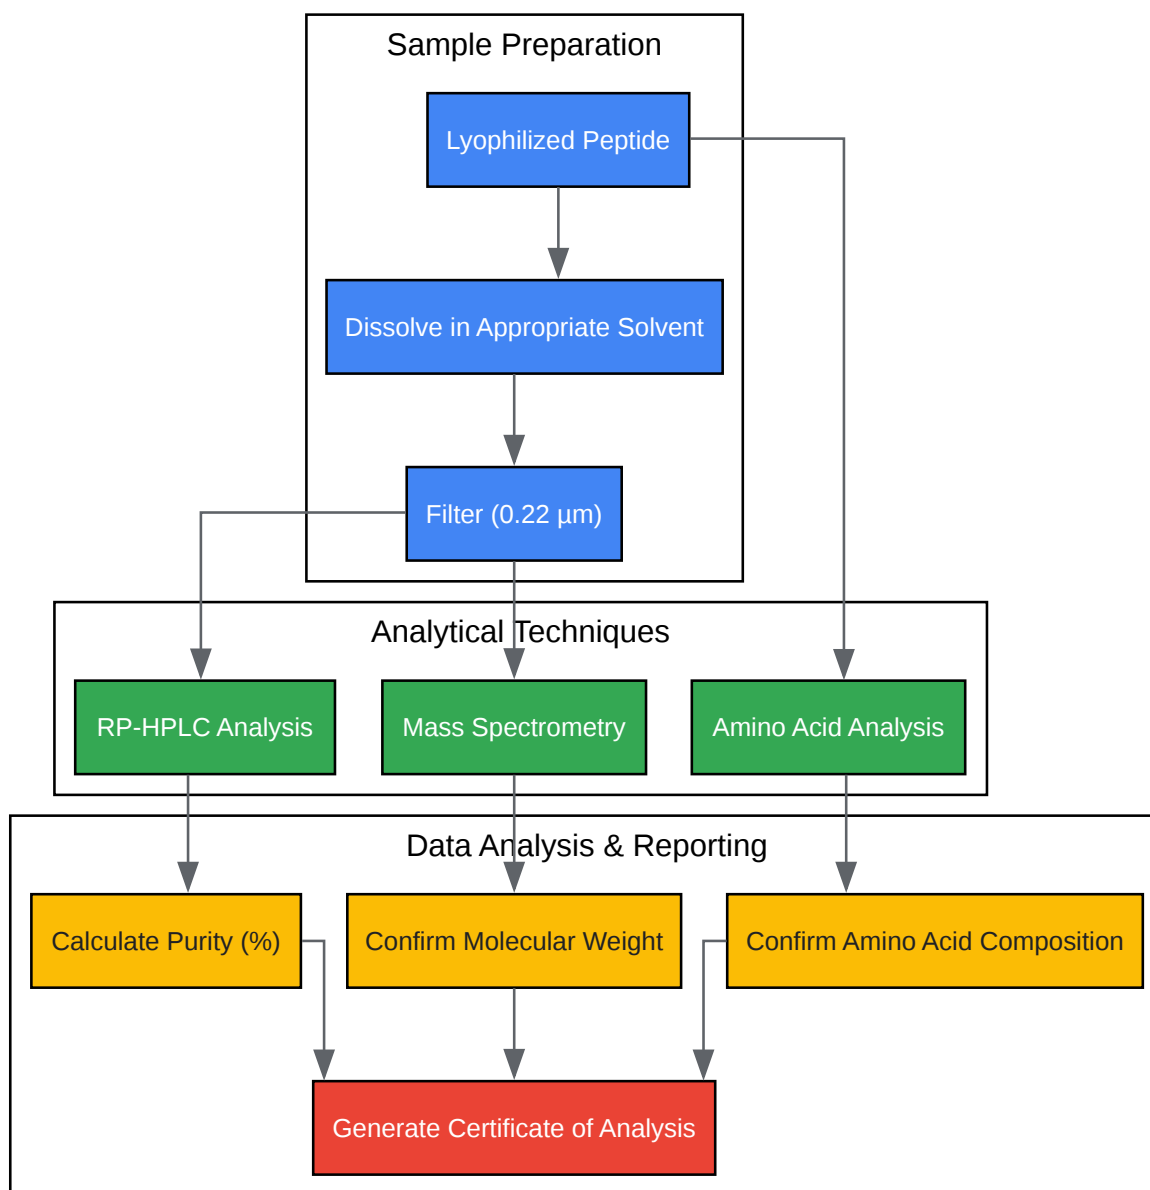 Sample Preparation
Lyophilized Peptide
Dissolve in Appropriate Solvent
Filter (0.22 µm)
Analytical Techniques
RP-HPLC Analysis
Mass Spectrometry
Amino Acid Analysis
Data Analysis & Reporting
Calculate Purity (%)
Confirm Molecular Weight
Confirm Amino Acid Composition
Generate Certificate of Analysis